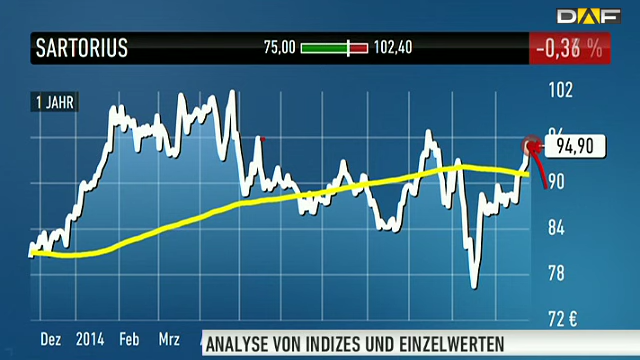 DAF
SARTORIUS
75,00
102,40
-0,36 %
1 JAHR
102
94,90
90
84
78
72 €
Dez 2014 Feb Mrz
ANALYSE VON INDIZES UND EINZELWERTEN